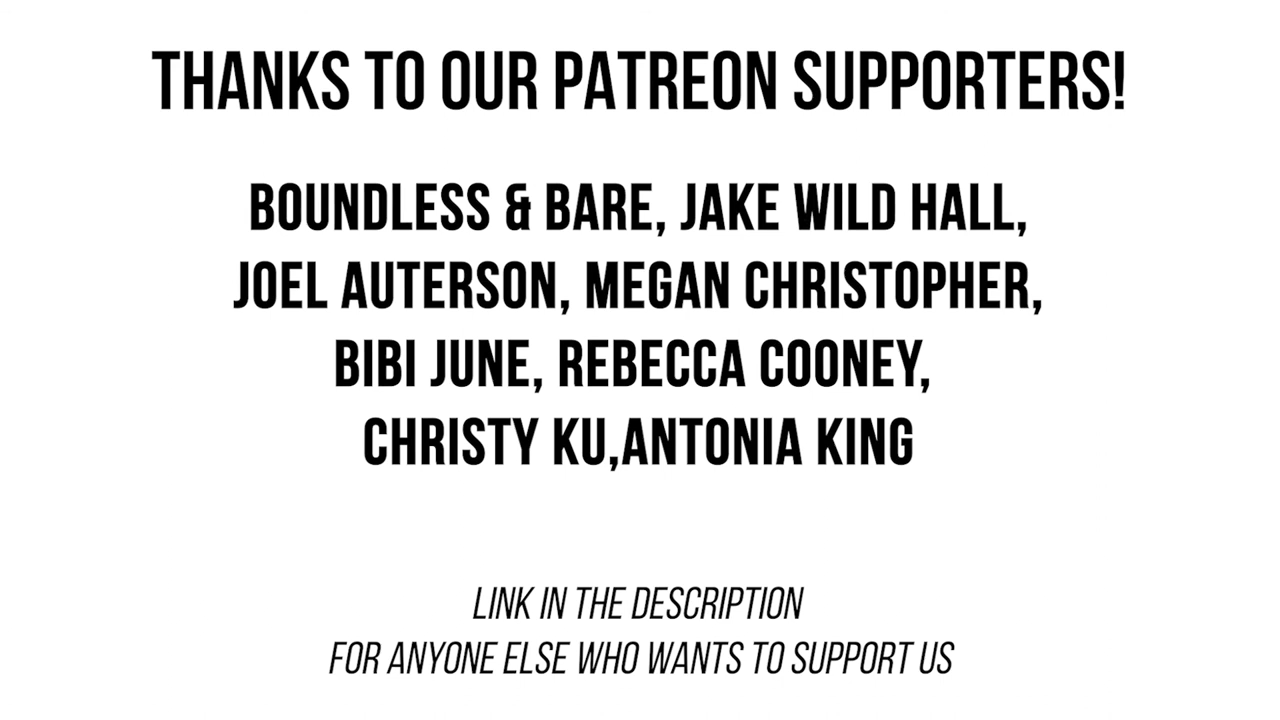 THANKS TO OUR PATREON SUPPORTERS!
BOUNDLESS & BARE, JAKE WILD HALL,
JOEL AUTERSON, MEGAN CHRISTOPHER,
BIBI JUNE, REBECCA COONEY,
CHRISTY KU,ANTONIA KING
LINK IN THE DESCRIPTION
FOR ANYONE ELSE WHO WANTS TO SUPPORT US